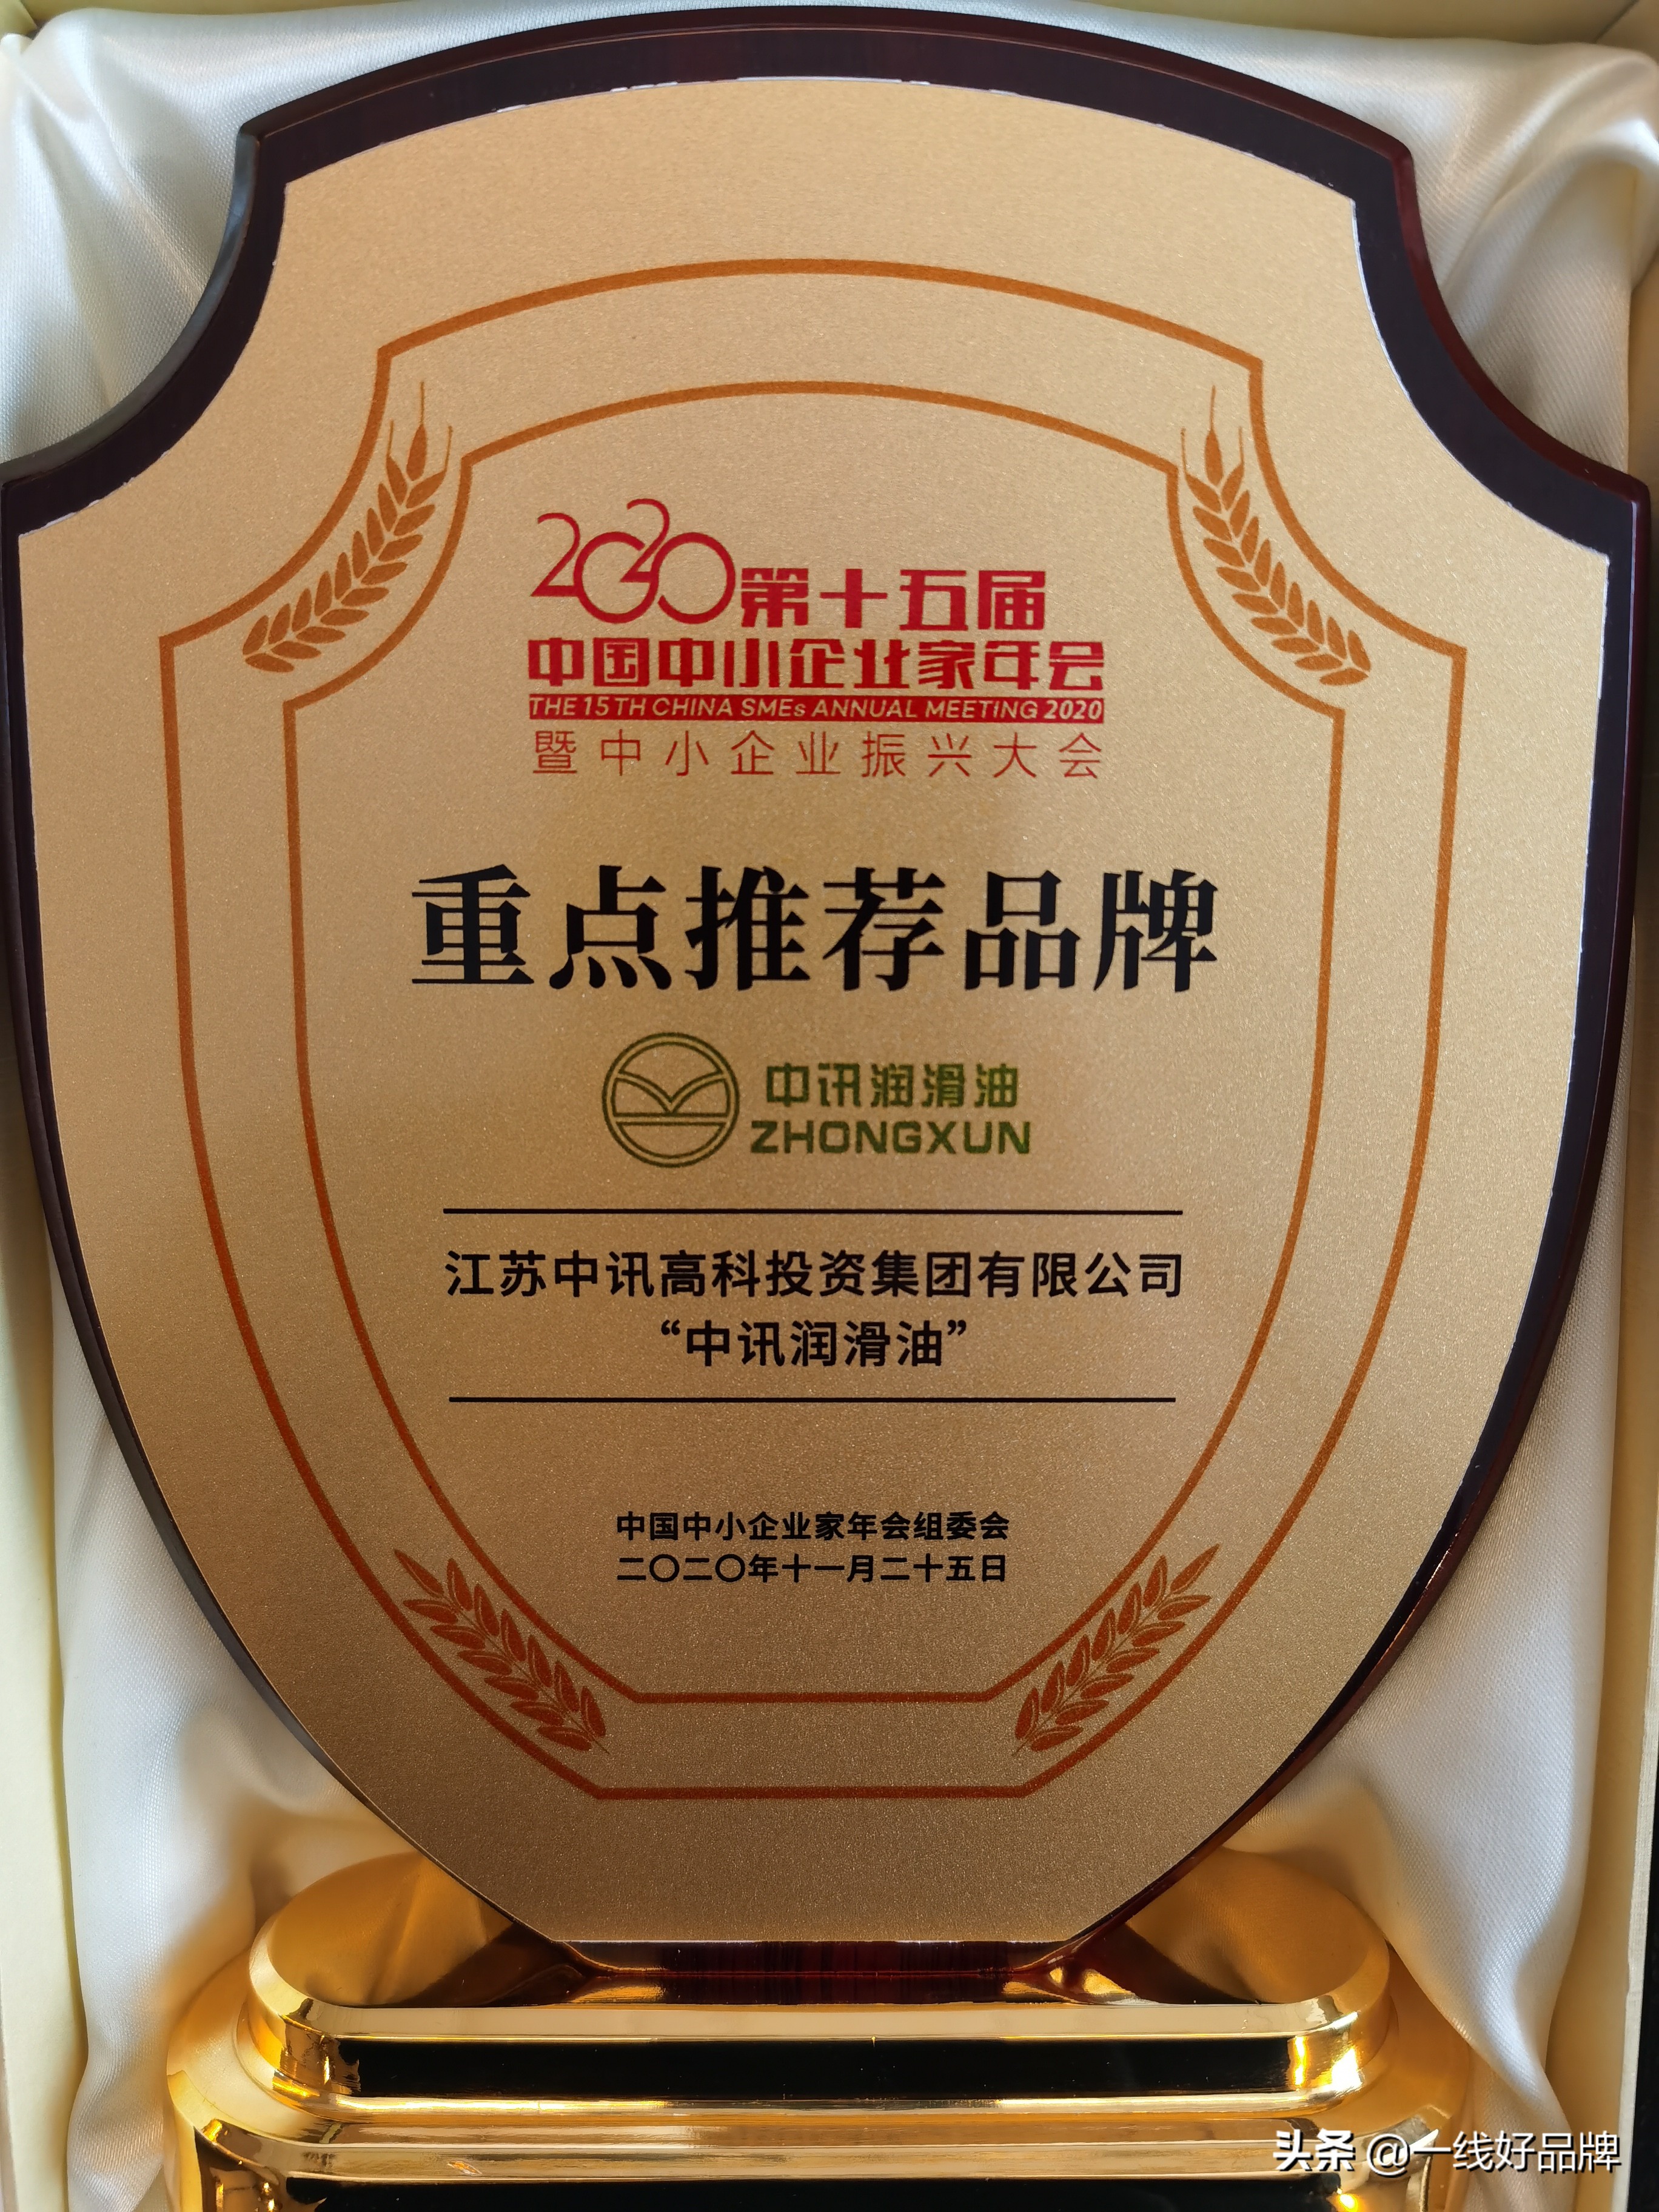 2020第十五届
中国中小企业家年会
THE 15TH CHINA SMEs ANNUAL MEETING 2020
暨中小企业振兴大会
重点推荐品牌
中讯润滑油
ZHONGXUN
江苏中讯高科投资集团有限公司
“中讯润滑油”
中国中小企业家年会组委会
二〇二〇年十一月二十五日
头条 @一线好品牌